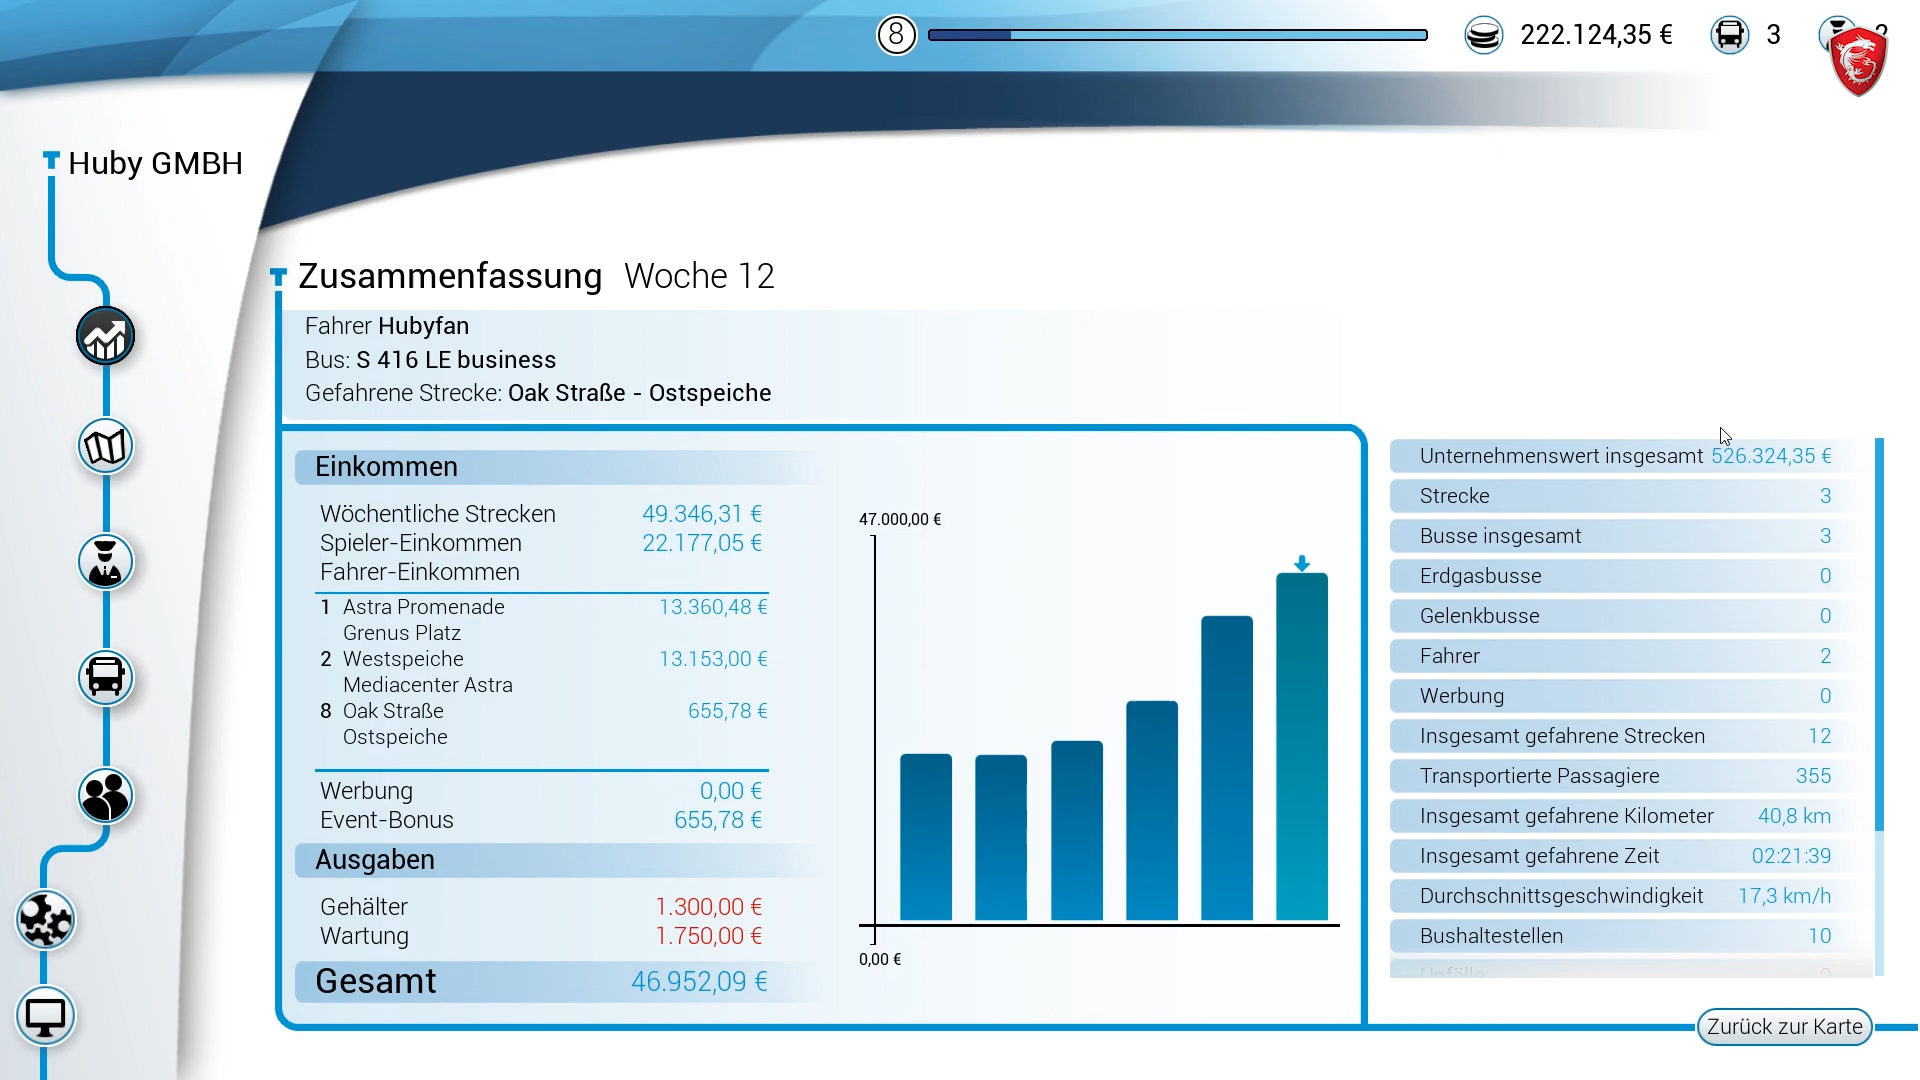 8
222.124,35 €
3
Huby GMBH
Zusammenfassung Woche 12
Fahrer Hubyfan
Bus: S 416 LE business
Gefahrene Strecke: Oak Straße - Ostspeiche
Einkommen
Wöchentliche Strecken 49.346,31 €
Spieler-Einkommen 22.177,05 €
Fahrer-Einkommen
1 Astra Promenade 13.360,48 €
Grenus Platz
2 Westspeiche 13.153,00 €
Mediacenter Astra
8 Oak Straße 655,78 €
Ostspeiche
Werbung 0,00 €
Event-Bonus 655,78 €
Ausgaben
Gehälter 1.300,00 €
Wartung 1.750,00 €
Gesamt 46.952,09 €
47.000,00 €
0,00 €
Unternehmenswert insgesamt 526.324,35 €
Strecke 3
Busse insgesamt 3
Erdgasbusse 0
Gelenkbusse 0
Fahrer 2
Werbung 0
Insgesamt gefahrene Strecken 12
Transportierte Passagiere 355
Insgesamt gefahrene Kilometer 40,8 km
Insgesamt gefahrene Zeit 02:21:39
Durchschnittsgeschwindigkeit 17,3 km/h
Bushaltestellen 10
Zurück zur Karte